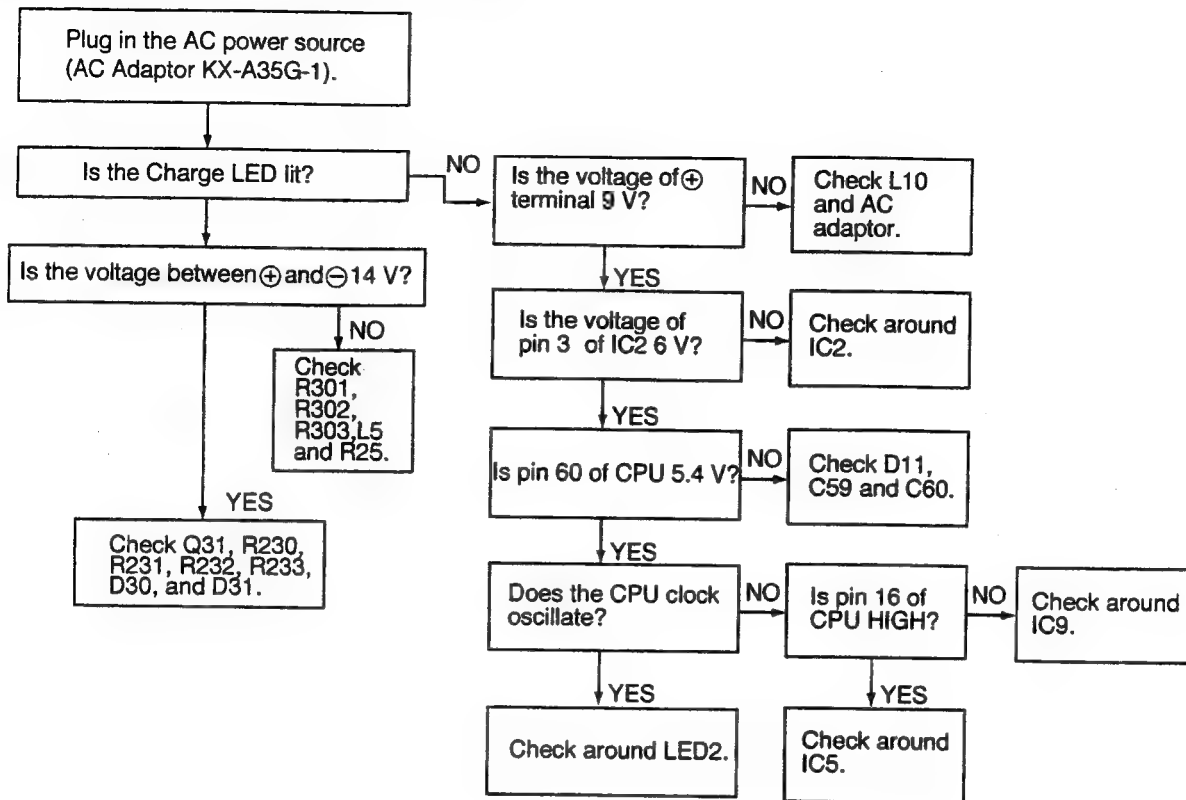 Plug in the AC power source
(AC Adaptor KX-A35G-1).
Is the Charge LED lit?
NO
Is the voltage of ⊕
terminal 9 V?
NO
Check L10
and AC
adaptor.
Is the voltage between ⊕ and ⊖ 14 V?
YES
Is the voltage of
pin 3 of IC2 6 V?
NO
Check around
IC2.
NO
Check
R301,
R302,
R303,L5
and R25.
YES
Is pin 60 of CPU 5.4 V?
NO
Check D11,
C59 and C60.
YES
Check Q31, R230,
R231, R232, R233,
D30, and D31.
YES
Does the CPU clock
oscillate?
NO
Is pin 16 of
CPU HIGH?
NO
Check around
IC9.
YES
Check around LED2.
YES
Check around
IC5.